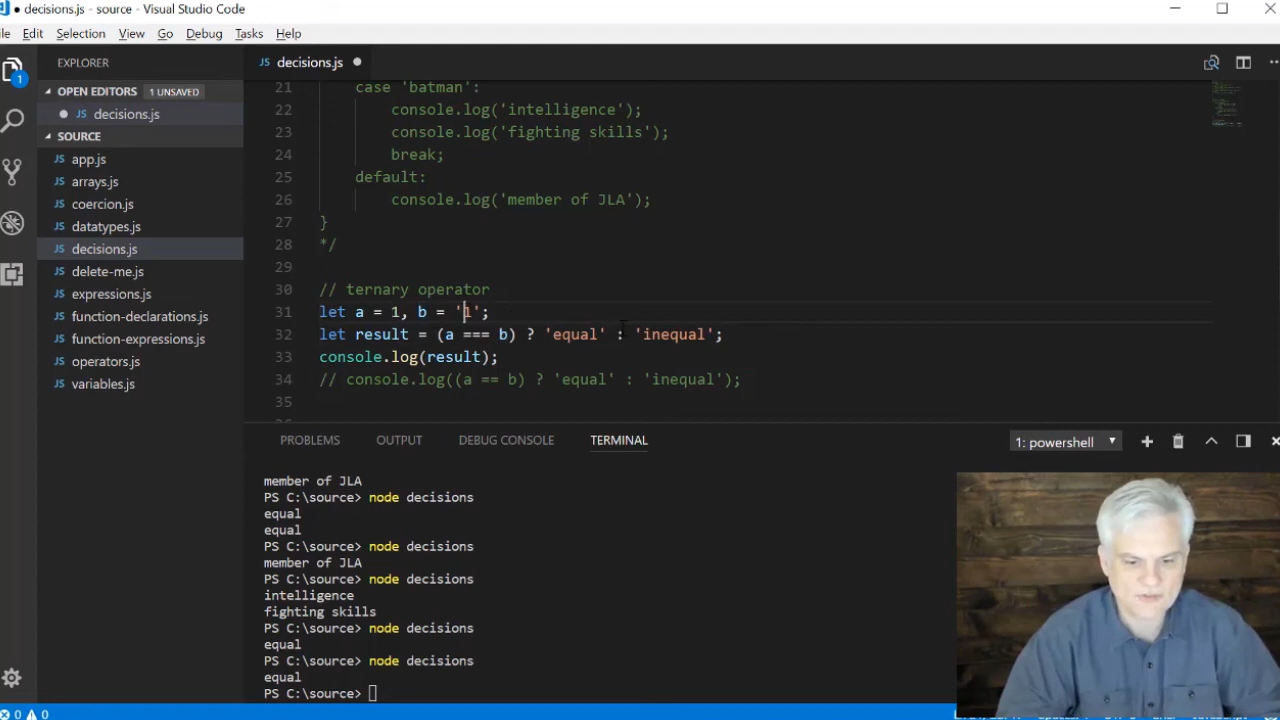 decisions.js - source - Visual Studio Code
Edit Selection View Go Debug Tasks Help
EXPLORER
OPEN EDITORS 1 UNSAVED
decisions.js
SOURCE
JS app.js
JS arrays.js
JS coercion.js
JS datatypes.js
JS decisions.js
JS delete-me.js
JS expressions.js
JS function-declarations.js
JS function-expressions.js
JS operators.js
JS variables.js
1
JS decisions.js
21 case 'batman':
22 console.log('intelligence');
23 console.log('fighting skills');
24 break;
25 default:
26 console.log('member of JLA');
27 }
28 */
29
30 // ternary operator
31 let a = 1, b = '1';
32 let result = (a === b) ? 'equal' : 'inequal';
33 console.log(result);
34 // console.log((a == b) ? 'equal' : 'inequal');
35
PROBLEMS OUTPUT DEBUG CONSOLE TERMINAL 1: powershell
member of JLA
PS C:\source> node decisions
equal
equal
PS C:\source> node decisions
member of JLA
PS C:\source> node decisions
intelligence
fighting skills
PS C:\source> node decisions
equal
PS C:\source> node decisions
equal
PS C:\source>
0 0